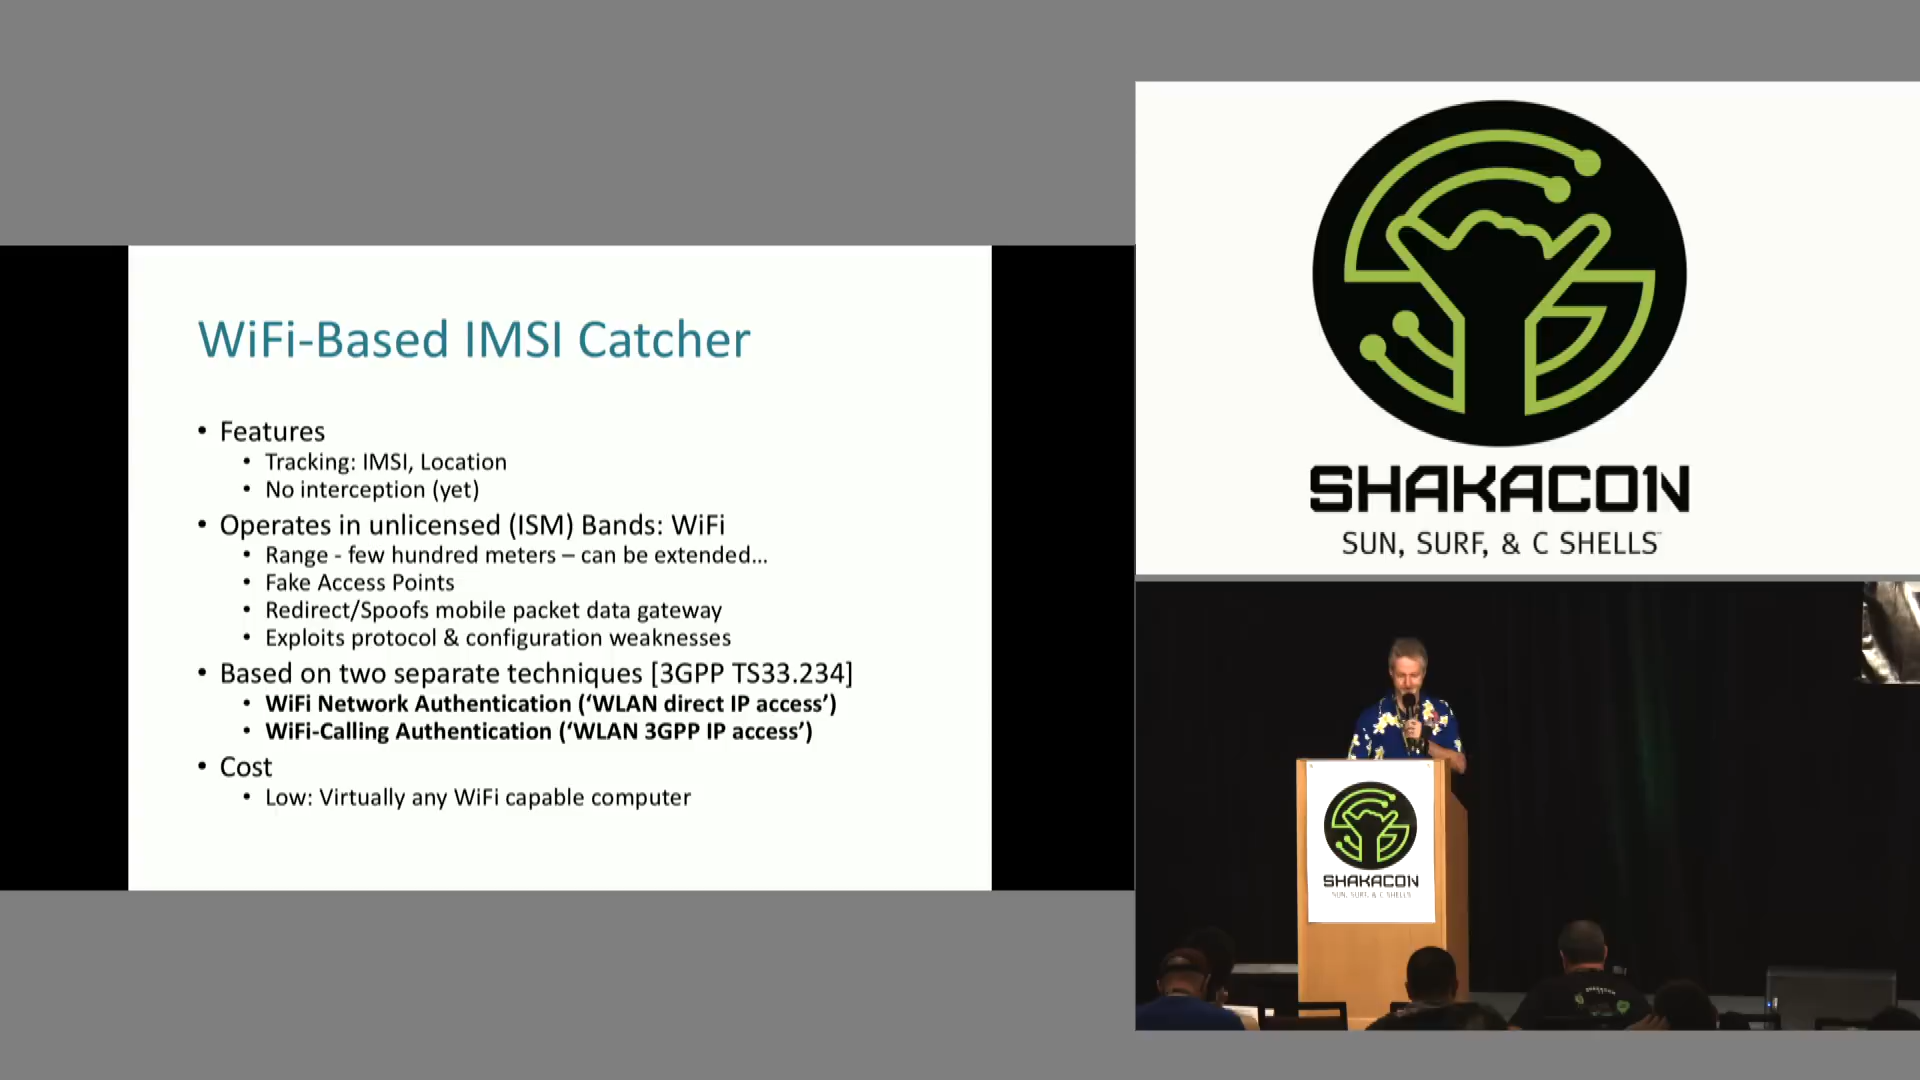 WiFi-Based IMSI Catcher
• Features
• Tracking: IMSI, Location
• No interception (yet)
• Operates in unlicensed (ISM) Bands: WiFi
• Range - few hundred meters – can be extended...
• Fake Access Points
• Redirect/Spoofs mobile packet data gateway
• Exploits protocol & configuration weaknesses
• Based on two separate techniques [3GPP TS33.234]
• WiFi Network Authentication (‘WLAN direct IP access’)
• WiFi-Calling Authentication (‘WLAN 3GPP IP access’)
• Cost
• Low: Virtually any WiFi capable computer
SHAKACON
SUN, SURF, & C SHELLS
SHAKACON
SUN, SURF, & C SHELLS